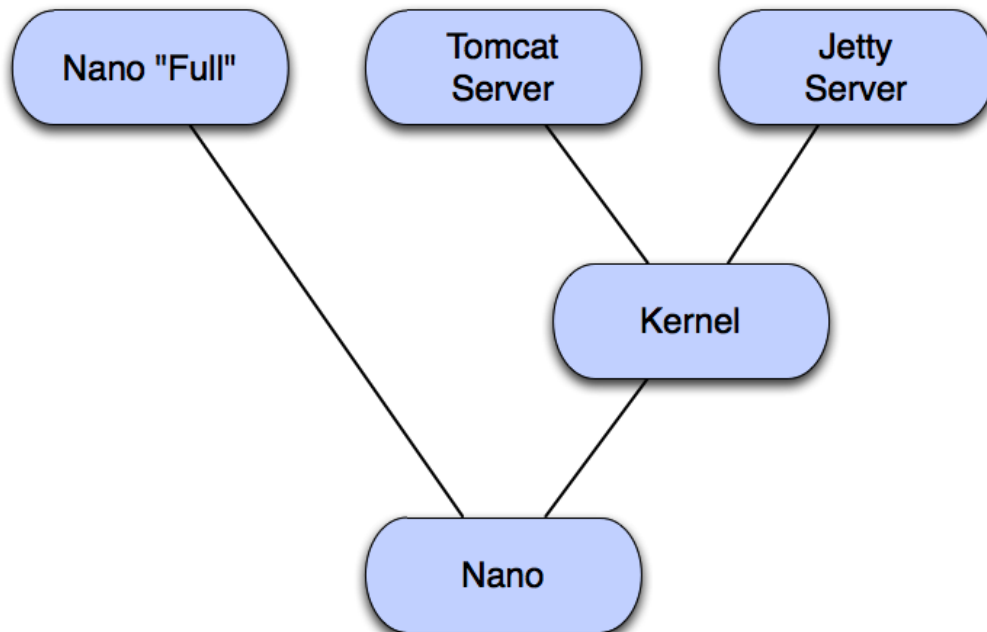 Nano "Full"
Tomcat
Server
Jetty
Server
Kernel
Nano